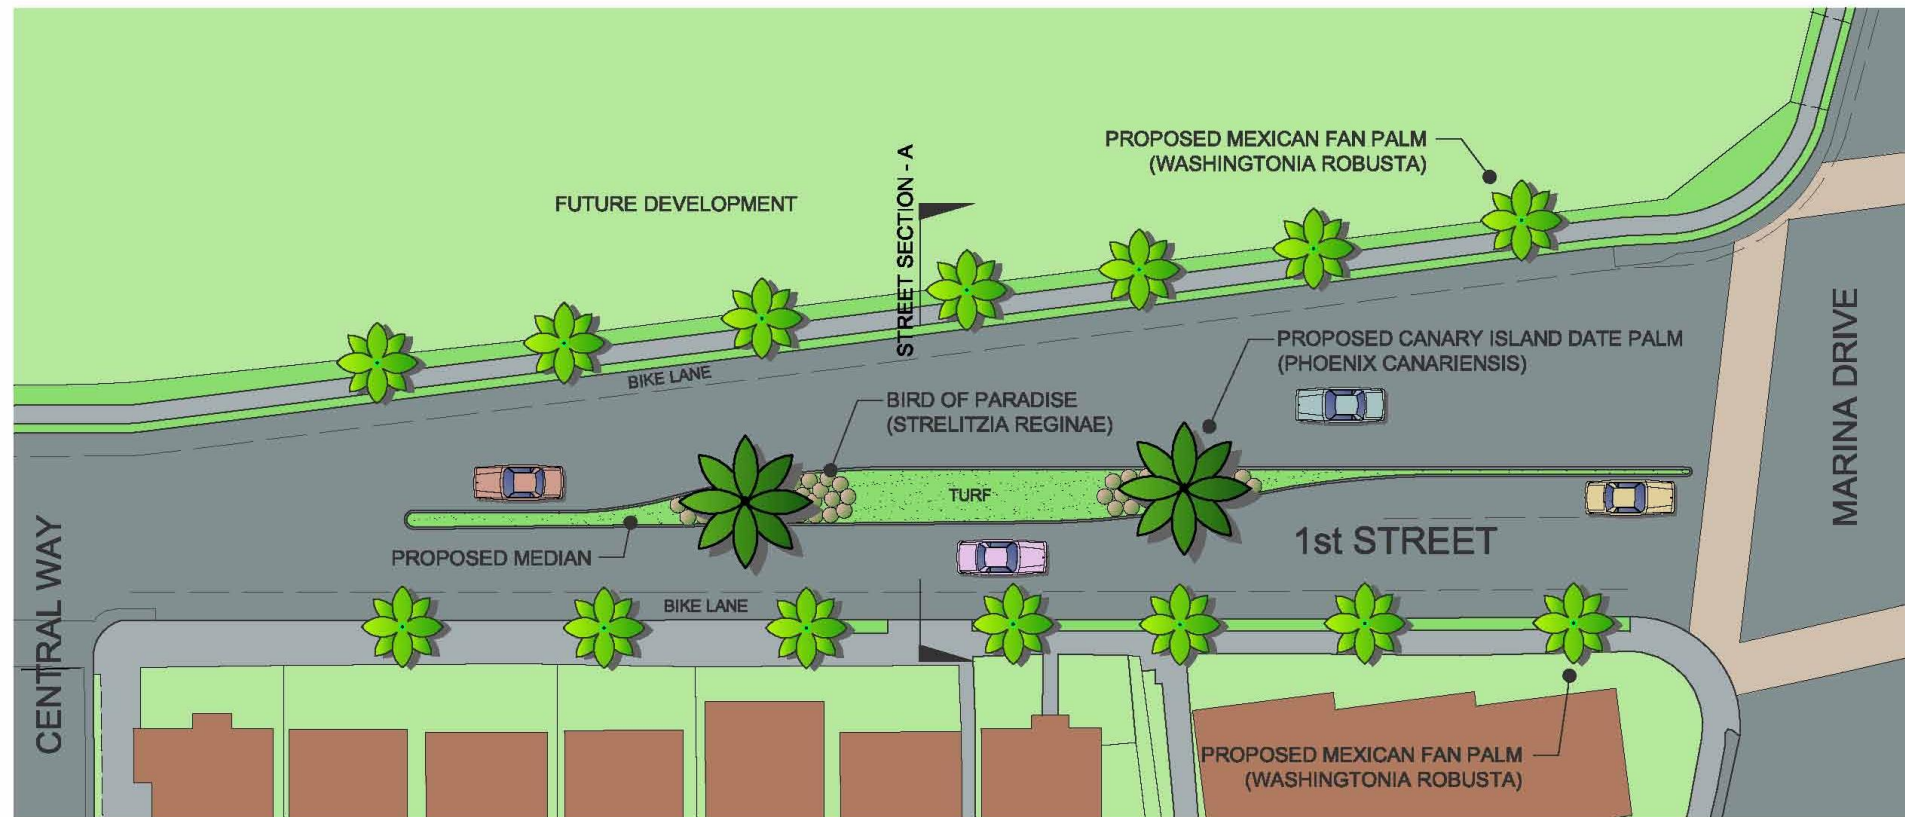 PROPOSED MEXICAN FAN PALM
(WASHINGTONIA ROBUSTA)
STREET SECTION - A
FUTURE DEVELOPMENT
PROPOSED CANARY ISLAND DATE PALM
(PHOENIX CANARIENSIS)
BIKE LANE
BIRD OF PARADISE
(STRELITZIA REGINAE)
MARINA DRIVE
TURF
1st STREET
PROPOSED MEDIAN
CENTRAL WAY
BIKE LANE
PROPOSED MEXICAN FAN PALM
(WASHINGTONIA ROBUSTA)